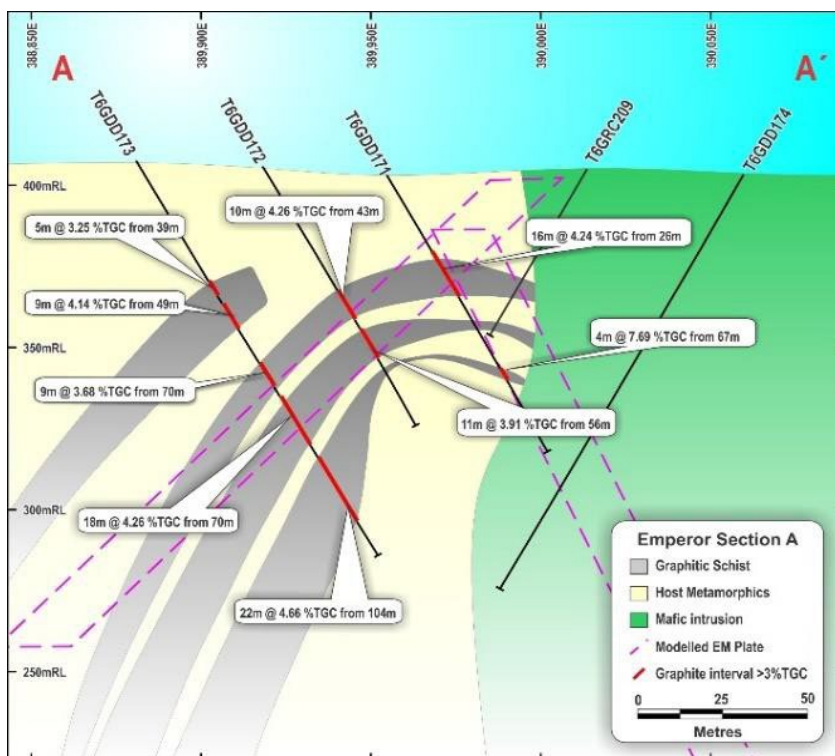 388,850E
389,900E
389,950E
390,000E
390,050E
A
A´
T6GDD173
T6GDD172
T6GDD171
T6GRC209
T6GDD174
400mRL
350mRL
300mRL
250mRL
5m @ 3.25 %TGC from 39m
10m @ 4.26 %TGC from 43m
16m @ 4.24 %TGC from 26m
9m @ 4.14 %TGC from 49m
4m @ 7.69 %TGC from 67m
9m @ 3.68 %TGC from 70m
11m @ 3.91 %TGC from 56m
18m @ 4.26 %TGC from 70m
22m @ 4.66 %TGC from 104m
Emperor Section A
Graphitic Schist
Host Metamorphics
Mafic intrusion
Modelled EM Plate
Graphite interval >3%TGC
0 25 50
Metres